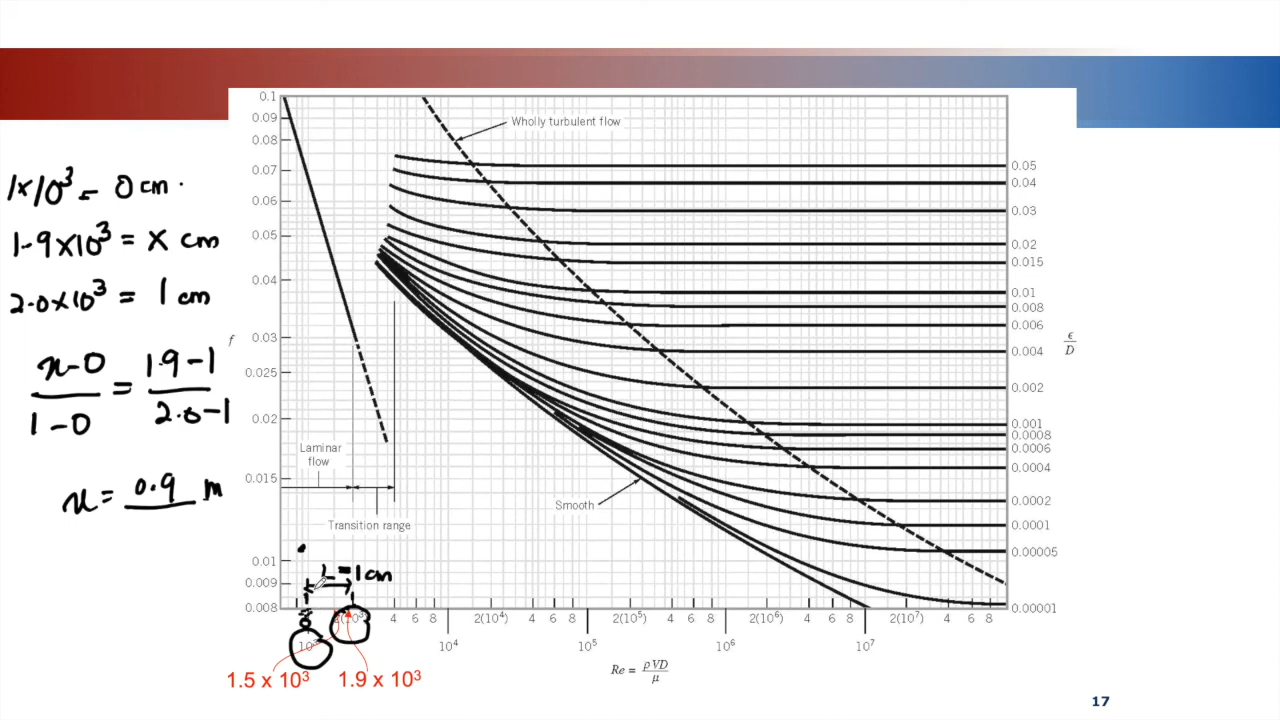 1×10³ = 0 cm .
1.9×10³ = x cm
2.0×10³ = 1 cm
x-0 / 1-0 = 1.9-1 / 2.0-1
x = 0.9 m
0.1
0.09
0.08
0.07
0.06
0.05
0.04
0.03
0.025
0.02
0.015
0.01
0.009
0.008
f
Wholly turbulent flow
Laminar flow
Transition range
Smooth
L = 1cm
0.05
0.04
0.03
0.02
0.015
0.01
0.008
0.006
0.004
0.002
0.001
0.0008
0.0006
0.0004
0.0002
0.0001
0.00005
0.00001
ϵ
D
2(10³) 4 6 8 2(10⁴) 4 6 8 2(10⁵) 4 6 8 2(10⁶) 4 6 8 2(10⁷) 4 6 8
10³ 10⁴ 10⁵ 10⁶ 10⁷
Re = ρVD / μ
1.5 x 10³ 1.9 x 10³
17